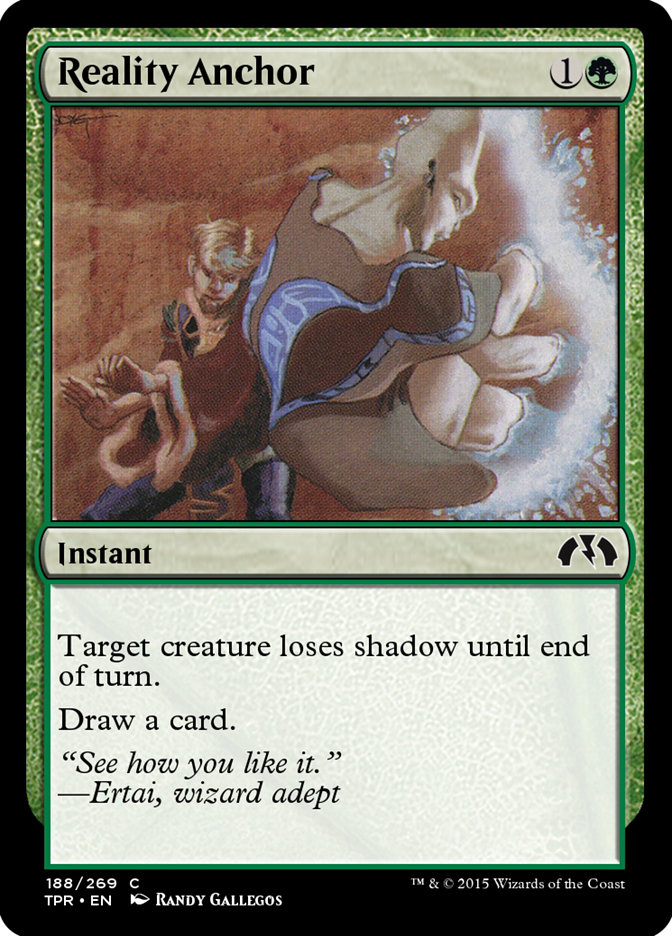 Reality Anchor 1
Instant
Target creature loses shadow until end
of turn.
Draw a card.
“See how you like it.”
—Ertai, wizard adept
188/269 C
TPR • EN RANDY GALLEGOS
™ & © 2015 Wizards of the Coast